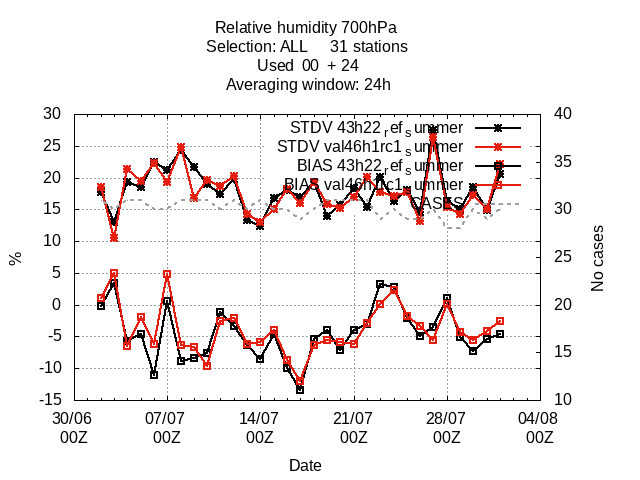 Relative humidity 700hPa
Selection: ALL 31 stations
Used 00 + 24
Averaging window: 24h
30 40
STDV 43h22_ref_summer
STDV val46h1rc1_summer
25 35
BIAS 43h22_ref_summer
20
BIAS val46h1rc1_summer
CASES
15 30
10
25
5
% No cases
0 20
-5
15
-10
-15 10
30/06 07/07 14/07 21/07 28/07 04/08
00Z 00Z 00Z 00Z 00Z 00Z
Date